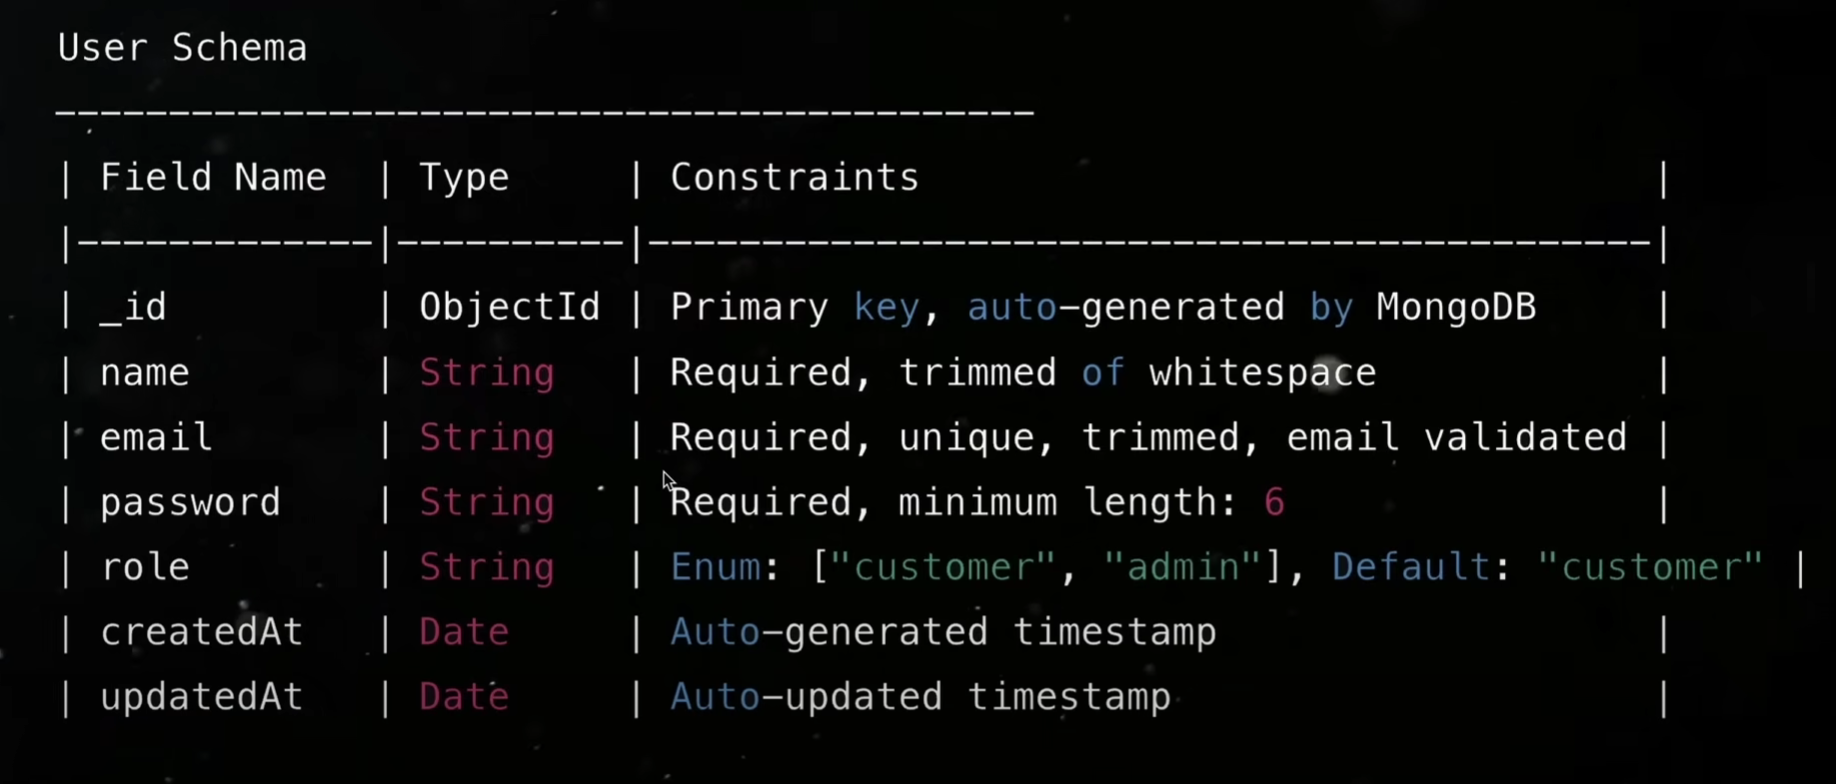 User Schema
-------------------------------------------
| Field Name | Type | Constraints |
|-------------|----------|--------------------------------------------|
| _id | ObjectId | Primary key, auto-generated by MongoDB |
| name | String | Required, trimmed of whitespace |
| email | String | Required, unique, trimmed, email validated |
| password | String | Required, minimum length: 6 |
| role | String | Enum: ["customer", "admin"], Default: "customer" |
| createdAt | Date | Auto-generated timestamp |
| updatedAt | Date | Auto-updated timestamp |